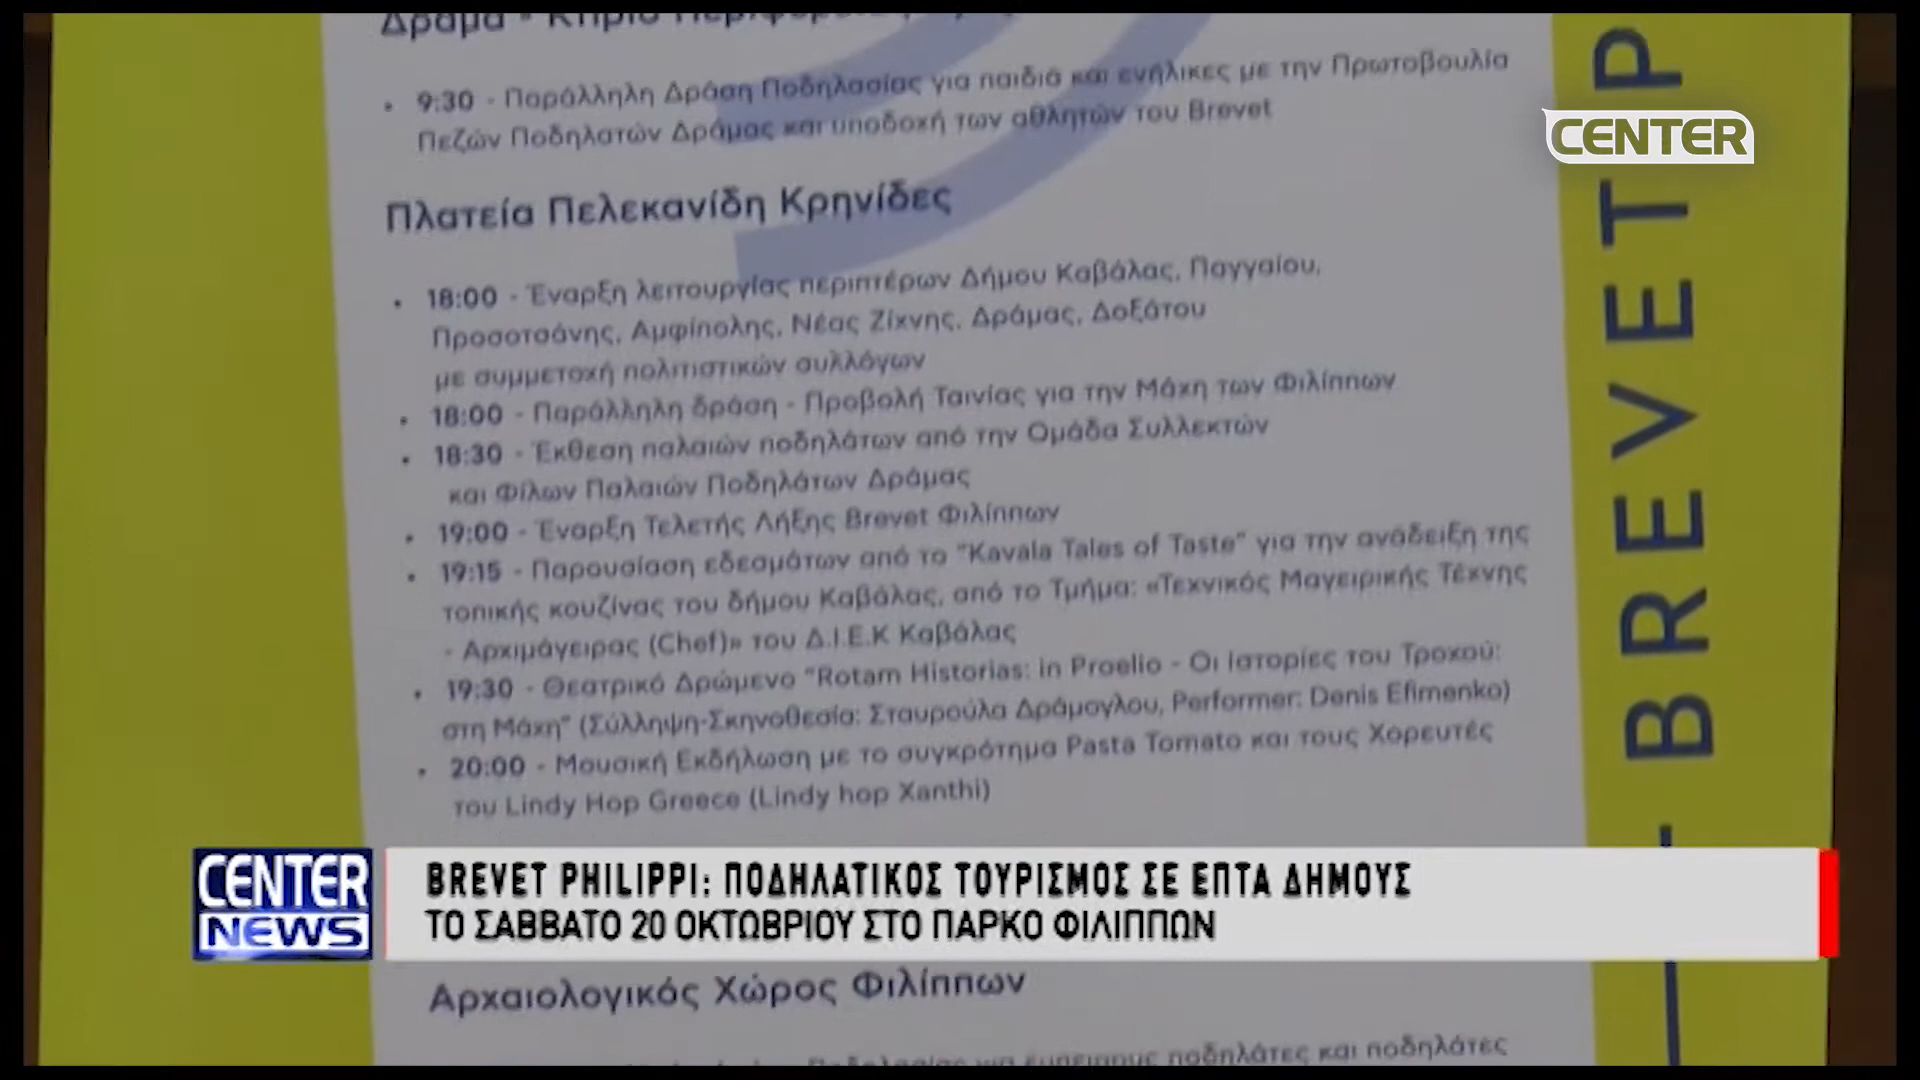 Δράμα - Κτίριο
• 9:30 - Παράλληλη Δράση Ποδηλασίας για παιδιά και ενήλικες με την Πρωτοβουλία
Πεζών Ποδηλατών Δράμας και υποδοχή των αθλητών του Brevet
CENTER
Πλατεία Πελεκανίδη Κρηνίδες
• 18:00 - Έναρξη λειτουργίας περιπτέρων Δήμου Καβάλας, Παγγαίου,
Προσοτσάνης, Αμφίπολης, Νέας Ζίχνης, Δράμας, Δοξάτου
με συμμετοχή πολιτιστικών συλλόγων
• 18:00 - Παράλληλη δράση - Προβολή Ταινίας για την Μάχη των Φιλίππων
• 18:30 - Έκθεση παλαιών ποδηλάτων από την Ομάδα Συλλεκτών
και Φίλων Παλαιών Ποδηλάτων Δράμας
• 19:00 - Έναρξη Τελετής Λήξης Brevet Φιλίππων
• 19:15 - Παρουσίαση εδεσμάτων από το "Kavala Tales of Taste" για την ανάδειξη της
τοπικής κουζίνας του δήμου Καβάλας, από το Τμήμα: «Τεχνικός Μαγειρικής Τέχνης
- Αρχιμάγειρας (Chef)» του Δ.Ι.Ε.Κ Καβάλας
• 19:30 - Θεατρικό Δρώμενο "Rotam Historias: in Proelio - Οι Ιστορίες του Τροχού:
στη Μάχη" (Σύλληψη-Σκηνοθεσία: Σταυρούλα Δράμογλου, Performer: Denis Efimenko)
• 20:00 - Μουσική Εκδήλωση με το συγκρότημα Pasta Tomato και τους Χορευτές
του Lindy Hop Greece (Lindy hop Xanthi)
BREVET P
CENTER
NEWS
BREVET PHILIPPI: ΠΟΔΗΛΑΤΙΚΟΣ ΤΟΥΡΙΣΜΟΣ ΣΕ ΕΠΤΑ ΔΗΜΟΥΣ
ΤΟ ΣΑΒΒΑΤΟ 20 ΟΚΤΩΒΡΙΟΥ ΣΤΟ ΠΑΡΚΟ ΦΙΛΙΠΠΩΝ
Αρχαιολογικός Χώρος Φιλίππων
ποδηλάτες και ποδηλάτες